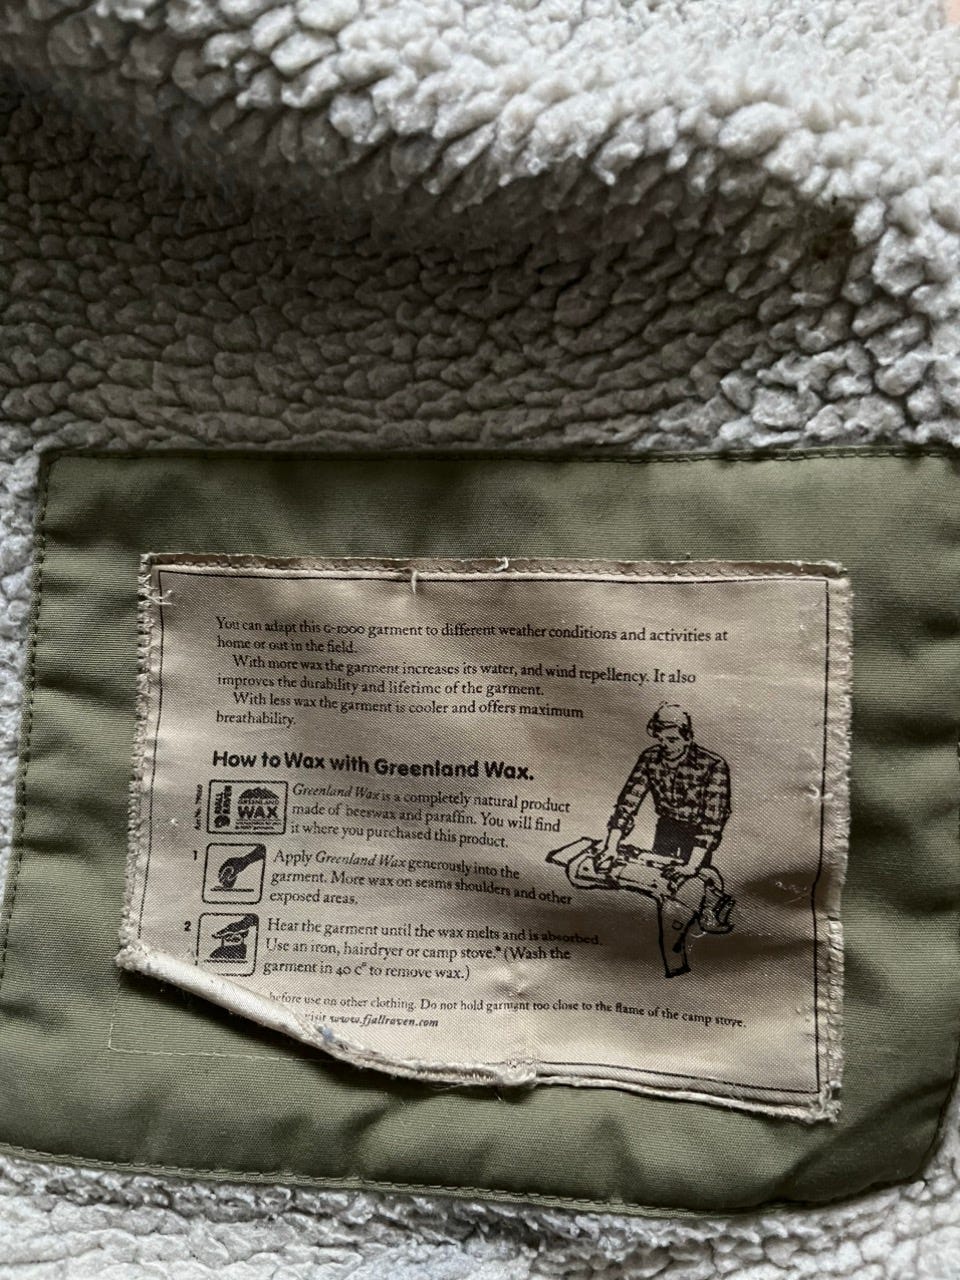 You can adapt this G-1000 garment to different weather conditions and activities at
home or out in the field.
With more wax the garment increases its water, and wind repellency. It also
improves the durability and lifetime of the garment.
With less wax the garment is cooler and offers maximum
breathability.
How to Wax with Greenland Wax.
FJÄLL
RÄVEN
GREENLAND
WAX
Greenland Wax is a completely natural product
made of beeswax and paraffin. You will find
it where you purchased this product.
1
Apply Greenland Wax generously into the
garment. More wax on seams shoulders and other
exposed areas.
2
Hear the garment until the wax melts and is absorbed.
Use an iron, hairdryer or camp stove.* (Wash the
garment in 40 c° to remove wax.)
before use on other clothing. Do not hold garment too close to the flame of the camp stove.
visit www.fjallraven.com